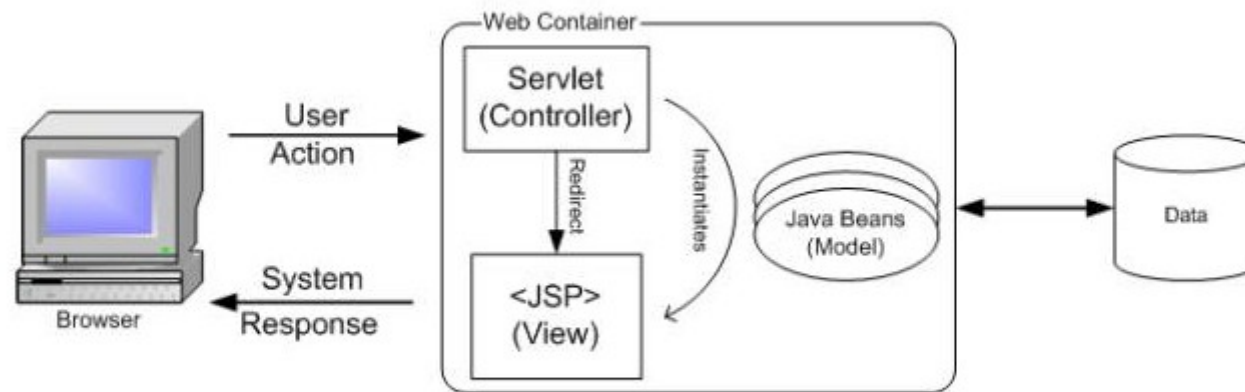 Web Container
Servlet
(Controller)
User
Action
Redirect
Instantiates
Java Beans
(Model)
Data
<JSP>
(View)
System
Response
Browser